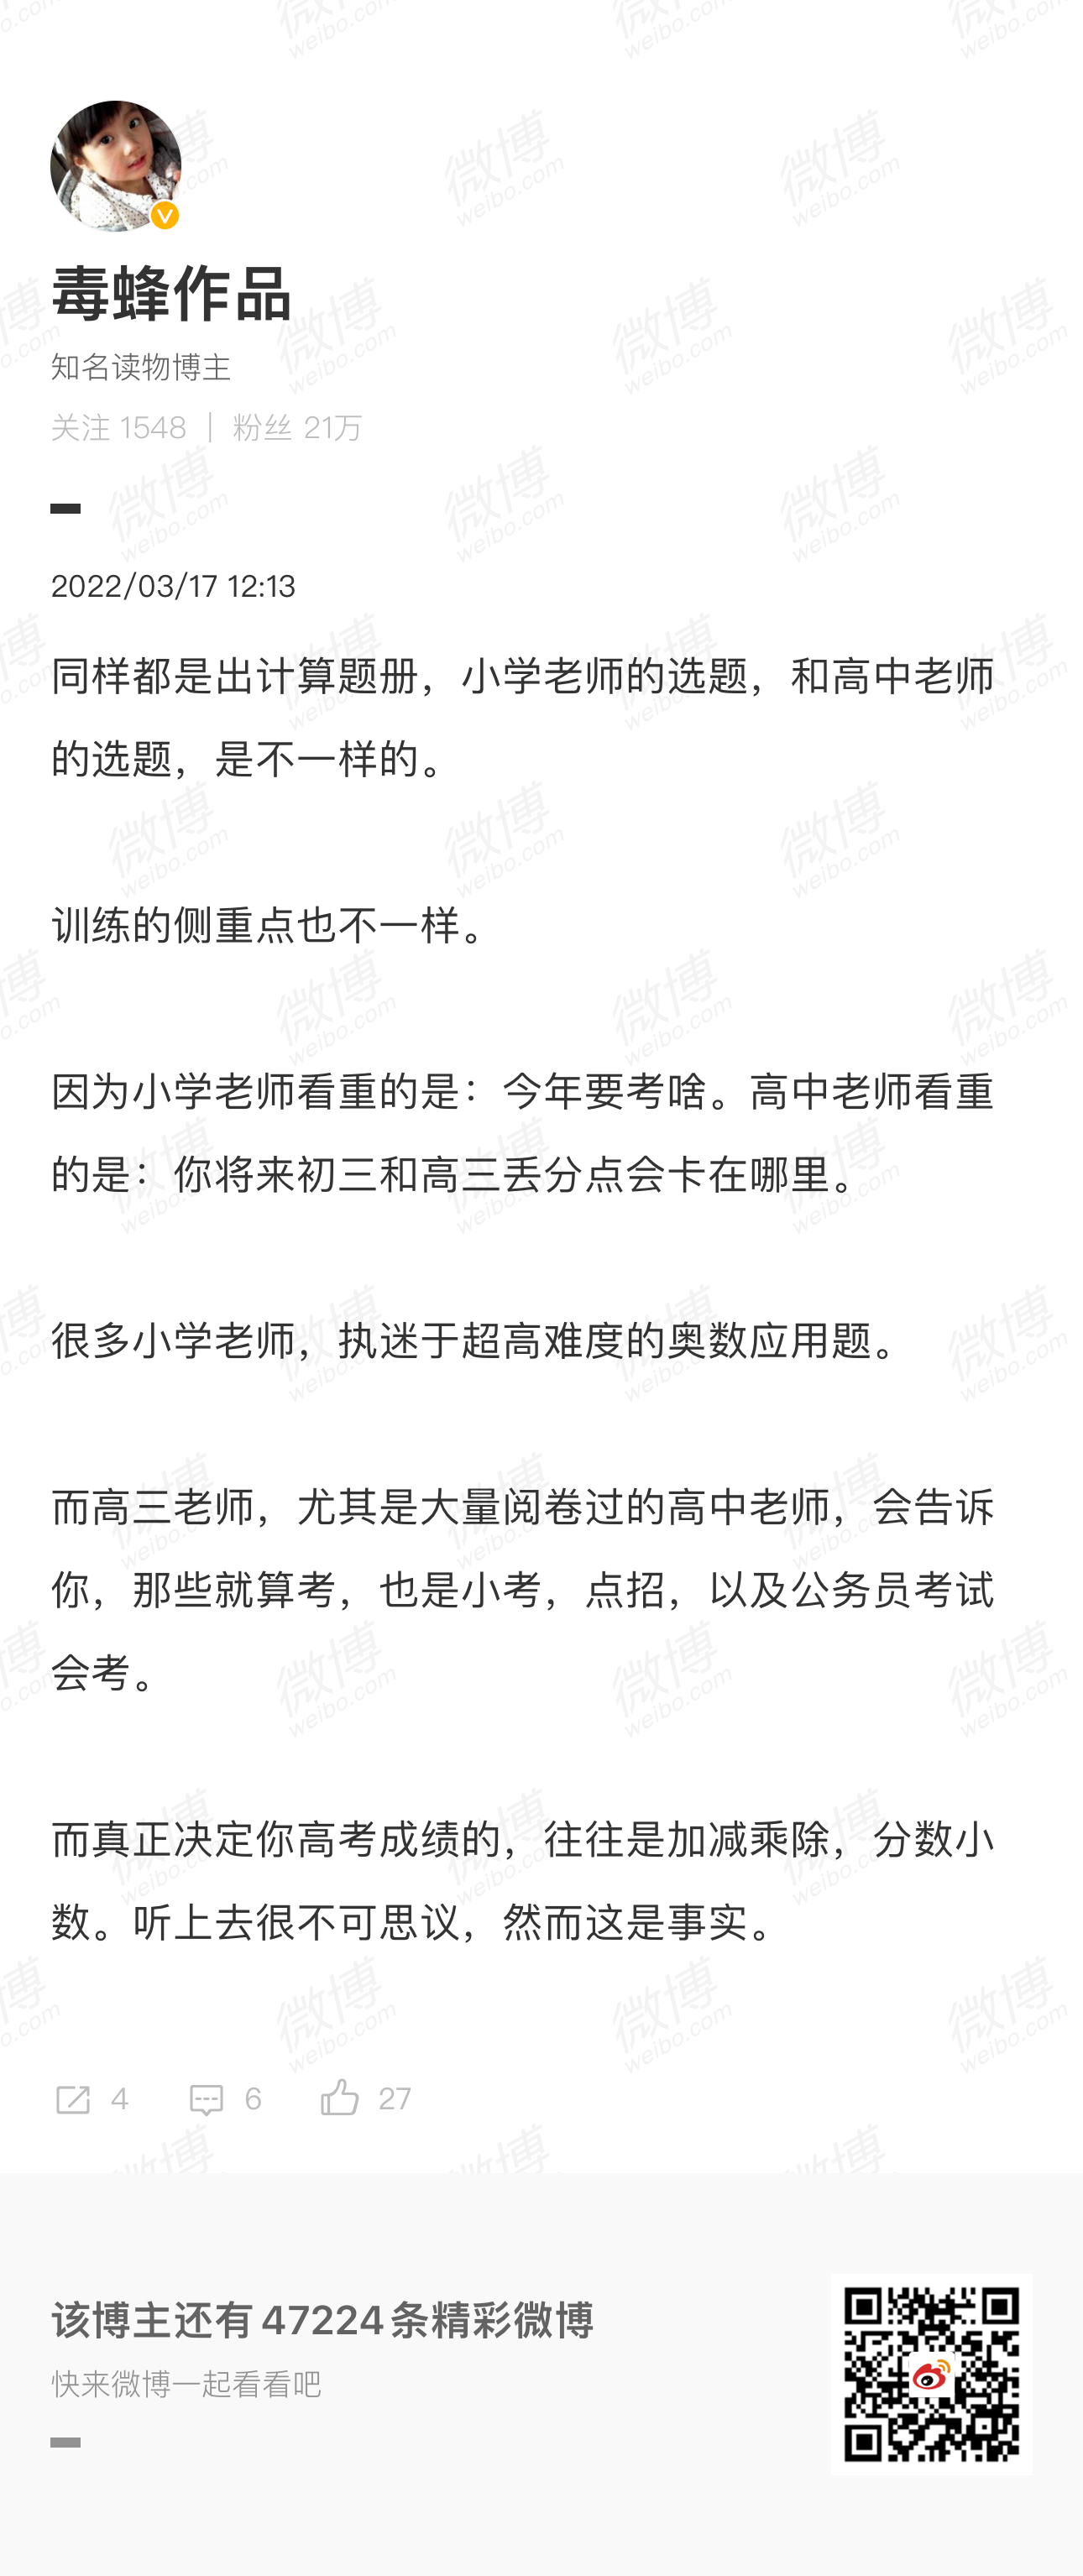 毒蜂作品
知名读物博主
关注 1548 | 粉丝 21万
2022/03/17 12:13
同样都是出计算题册，小学老师的选题，和高中老师
的选题，是不一样的。
训练的侧重点也不一样。
因为小学老师看重的是：今年要考啥。高中老师看重
的是：你将来初三和高三丢分点会卡在哪里。
很多小学老师，执迷于超高难度的奥数应用题。
而高三老师，尤其是大量阅卷过的高中老师，会告诉
你，那些就算考，也是小考，点招，以及公务员考试
会考。
而真正决定你高考成绩的，往往是加减乘除，分数小
数。听上去很不可思议，然而这是事实。
4 6 27
该博主还有47224条精彩微博
快来微博一起看看吧
微博
weibo.com